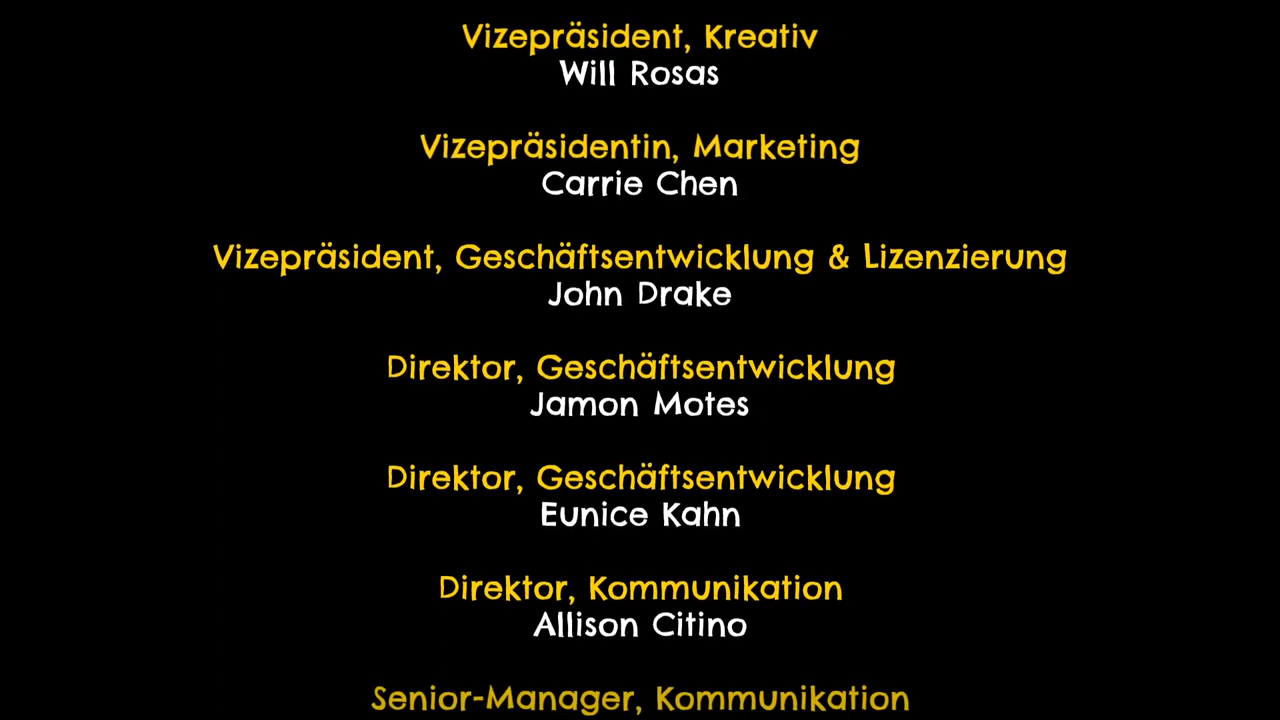 Vizepräsident, Kreativ
Will Rosas
Vizepräsidentin, Marketing
Carrie Chen
Vizepräsident, Geschäftsentwicklung & Lizenzierung
John Drake
Direktor, Geschäftsentwicklung
Jamon Motes
Direktor, Geschäftsentwicklung
Eunice Kahn
Direktor, Kommunikation
Allison Citino
Senior-Manager, Kommunikation